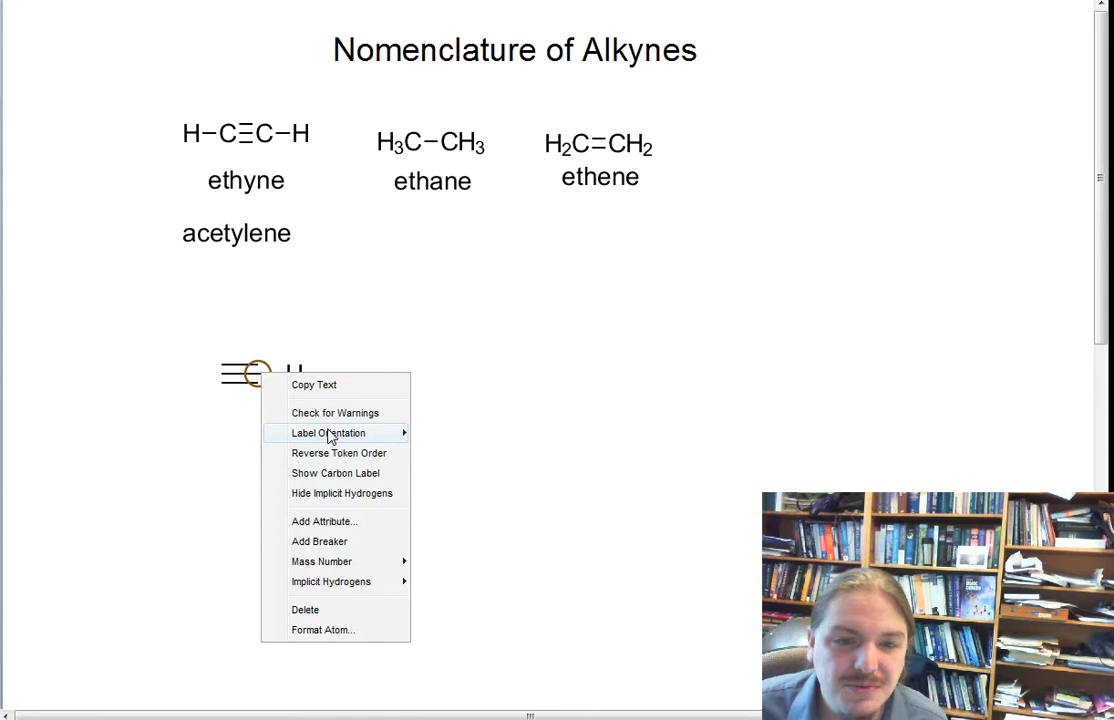 Nomenclature of Alkynes
H−C≡C−H
H₃C−CH₃
H₂C=CH₂
ethyne
ethane
ethene
acetylene
H
Copy Text
Check for Warnings
Label Orientation
Reverse Token Order
Show Carbon Label
Hide Implicit Hydrogens
Add Attribute...
Add Breaker
Mass Number
Implicit Hydrogens
Delete
Format Atom...